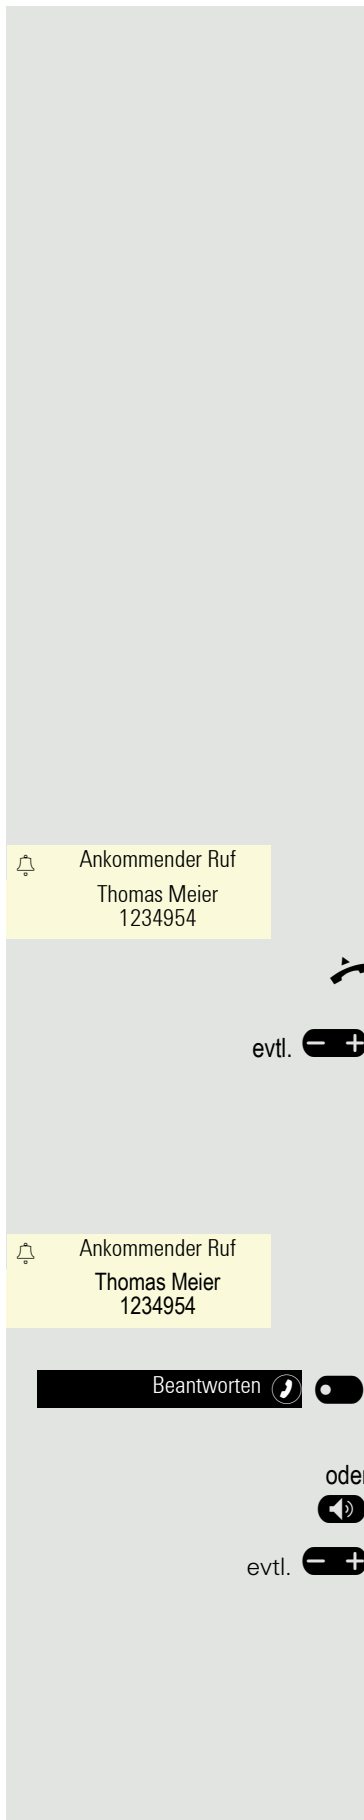 Ankommender Ruf
Thomas Meier
1234954
evtl.
Ankommender Ruf
Thomas Meier
1234954
Beantworten
oder
evtl.